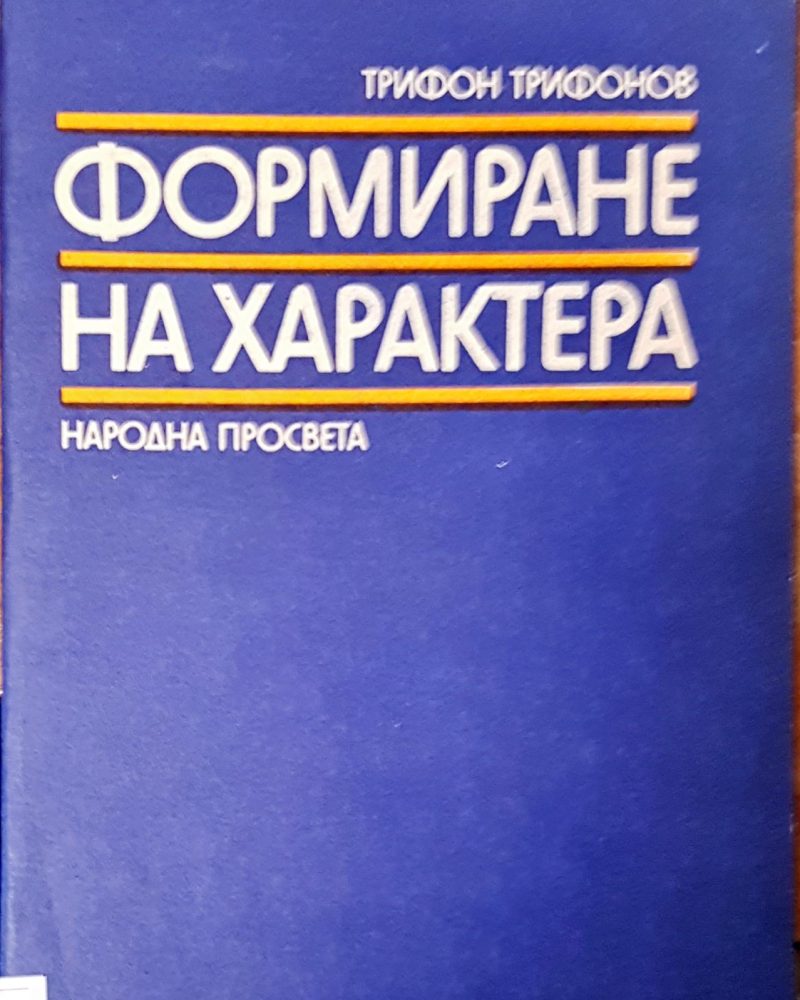 ТРИФОН ТРИФОНОВ
ФОРМИРАНЕ
НА ХАРАКТЕРА
НАРОДНА ПРОСВЕТА